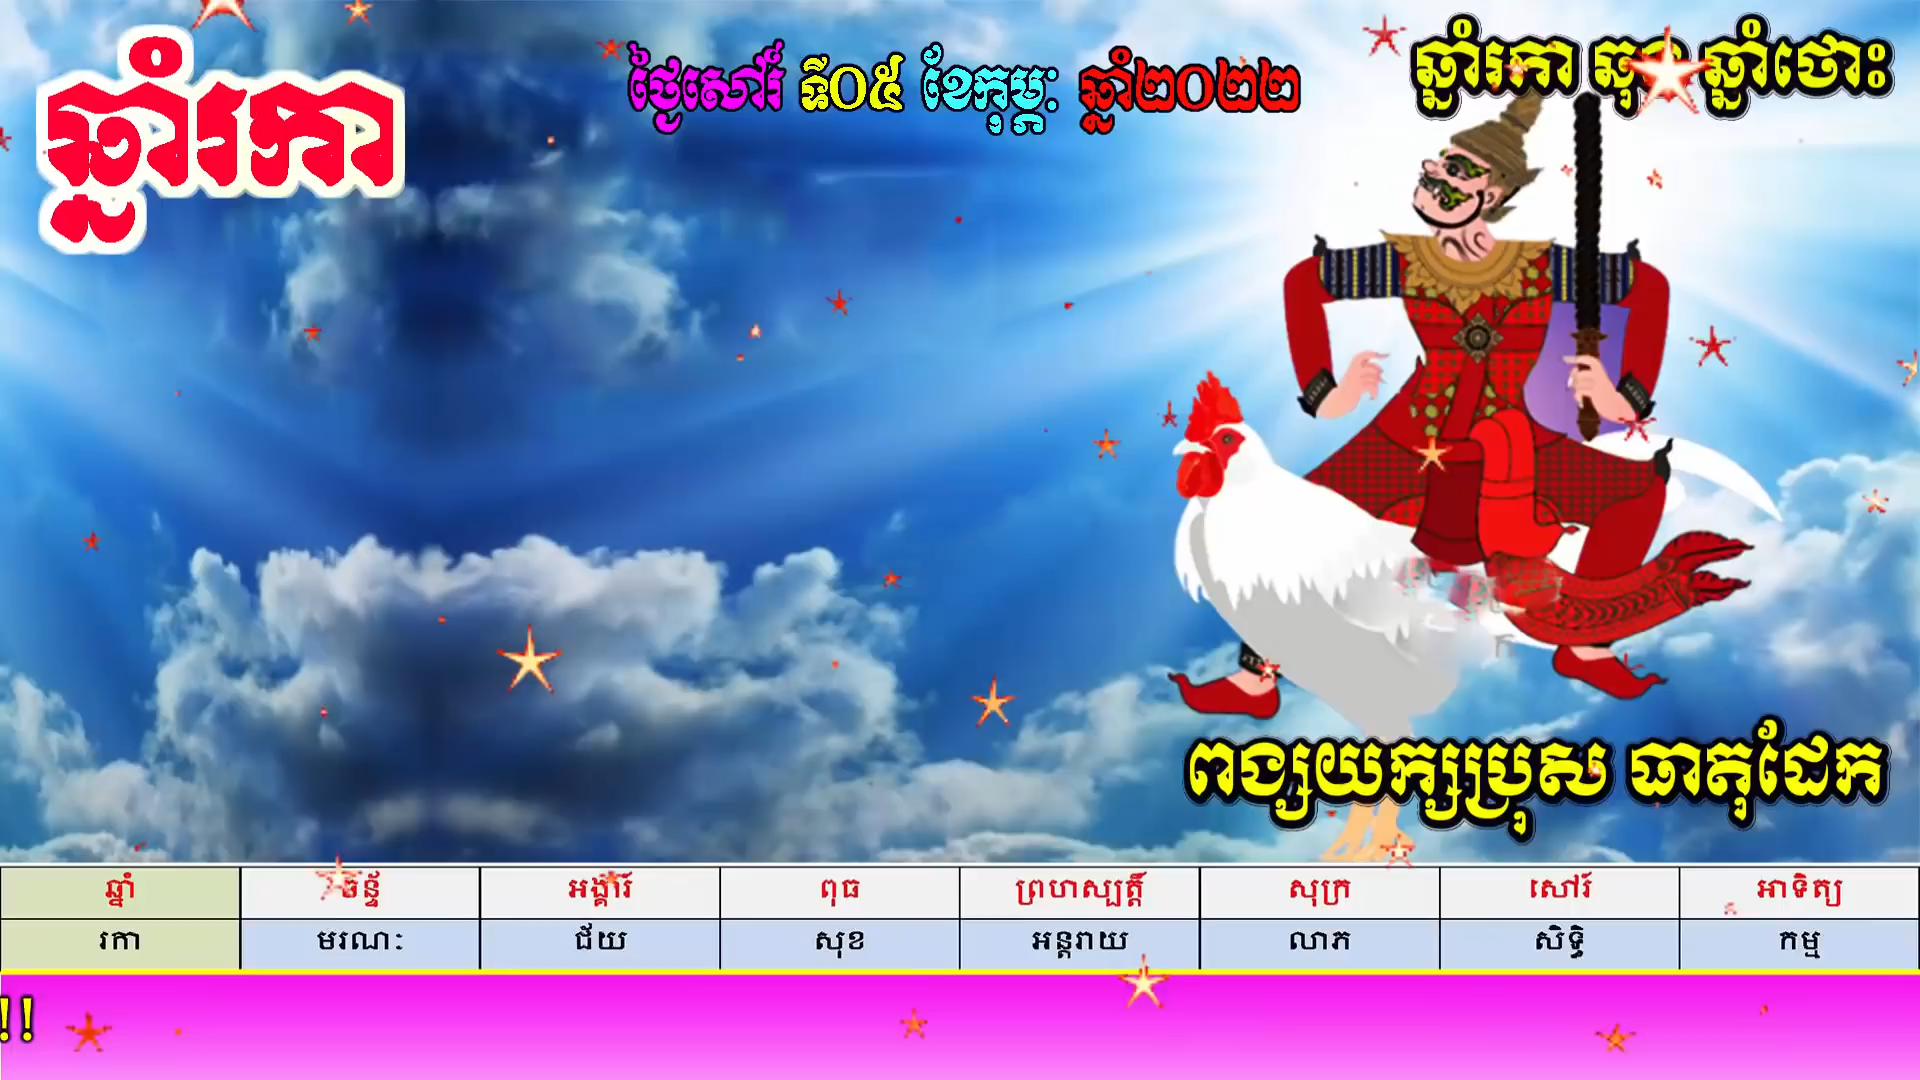 ឆ្នាំរកា
ថ្ងៃសៅរ៍ ទី០៥ ខែកុម្ភៈ ឆ្នាំ២០២២
ឆ្នាំរកា ឆុង ឆ្នាំថោះ
ពង្សយក្សប្រុស ធាតុដែក
ឆ្នាំ ច័ន្ទ អង្គារ៍ ពុធ ព្រហស្បតិ៍ សុក្រ សៅរ៍ អាទិត្យ
រកា មរណៈ ជ័យ សុខ អន្តរាយ លាភ សិទ្ធិ កម្ម
!!